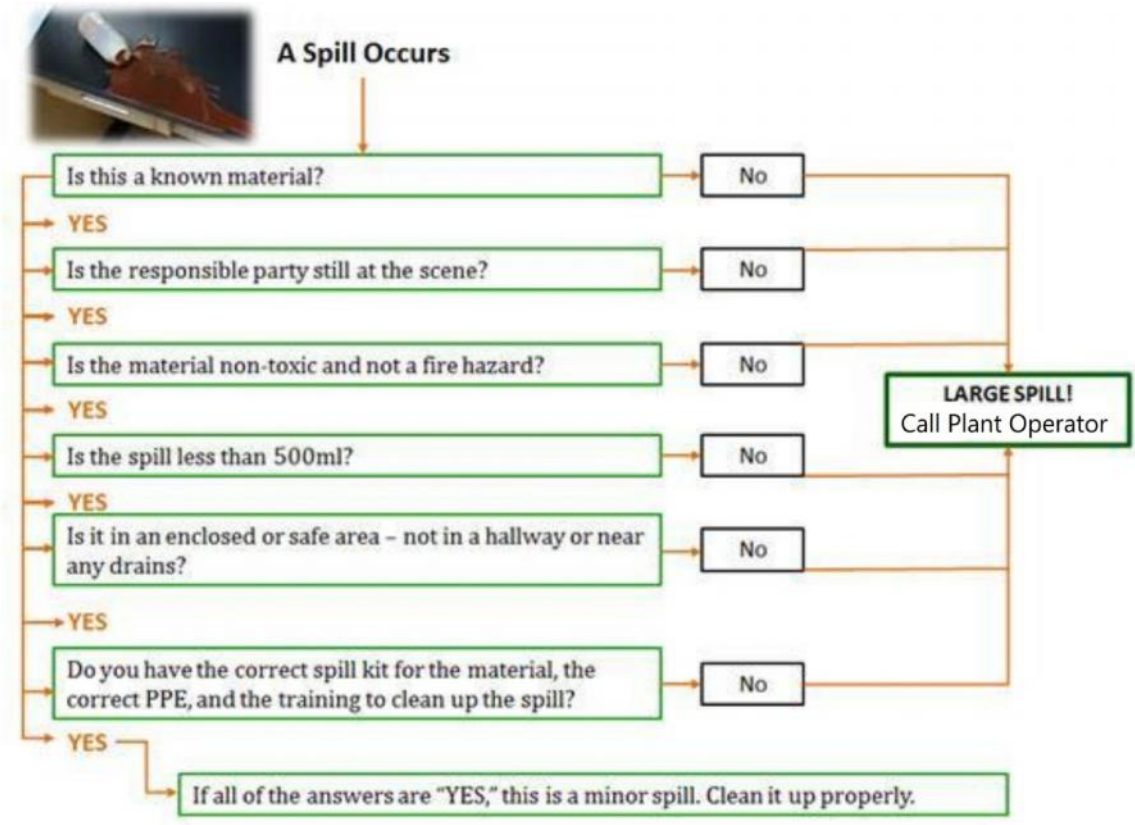 A Spill Occurs
Is this a known material?
No
YES
Is the responsible party still at the scene?
No
YES
Is the material non-toxic and not a fire hazard?
No
LARGE SPILL!
Call Plant Operator
YES
Is the spill less than 500ml?
No
YES
Is it in an enclosed or safe area – not in a hallway or near
any drains?
No
YES
Do you have the correct spill kit for the material, the
correct PPE, and the training to clean up the spill?
No
YES
If all of the answers are “YES,” this is a minor spill. Clean it up properly.